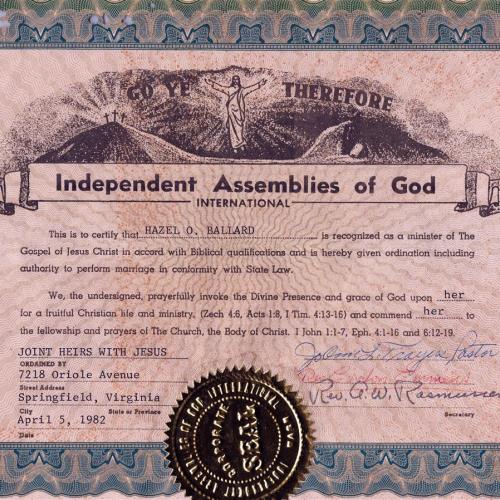 GO YE THEREFORE
Independent Assemblies of God
INTERNATIONAL
This is to certify that HAZEL O. BALLARD is recognized as a minister of The
Gospel of Jesus Christ in accord with Biblical qualifications and is hereby given ordination including
authority to perform marriage in conformity with State Law.
We, the undersigned, prayerfully invoke the Divine Presence and grace of God upon her
for a fruitful Christian life and ministry, (Zech 4:6, Acts 1:8, I Tim. 4:13-16) and commend her to
the fellowship and prayers of The Church, the Body of Christ. I John 1:1-7, Eph. 4:1-16 and 6:12-19.
JOINT HEIRS WITH JESUS
ORDAINED BY
7218 Oriole Avenue
Street Address
Springfield, Virginia
City State or Province
April 5, 1982
Date
Pastor
Rev. A. W. Rasmussen
Secretary
CORPORATE
SEAL